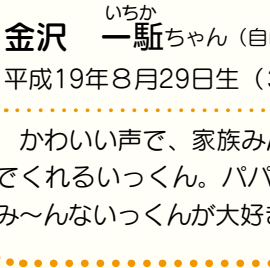 いちか
金沢 一駈ちゃん（自
平成19年8月29日生（
かわいい声で、家族み
でくれるいっくん。パパ
み〜んないっくんが大好